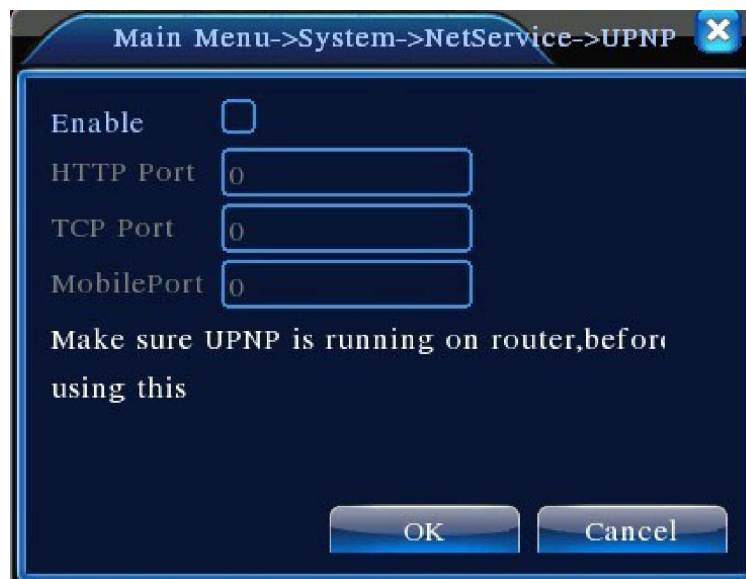 Main Menu->System->NetService->UPNP
Enable
HTTP Port 0
TCP Port 0
MobilePort 0
Make sure UPNP is running on router,before
using this
OK Cancel